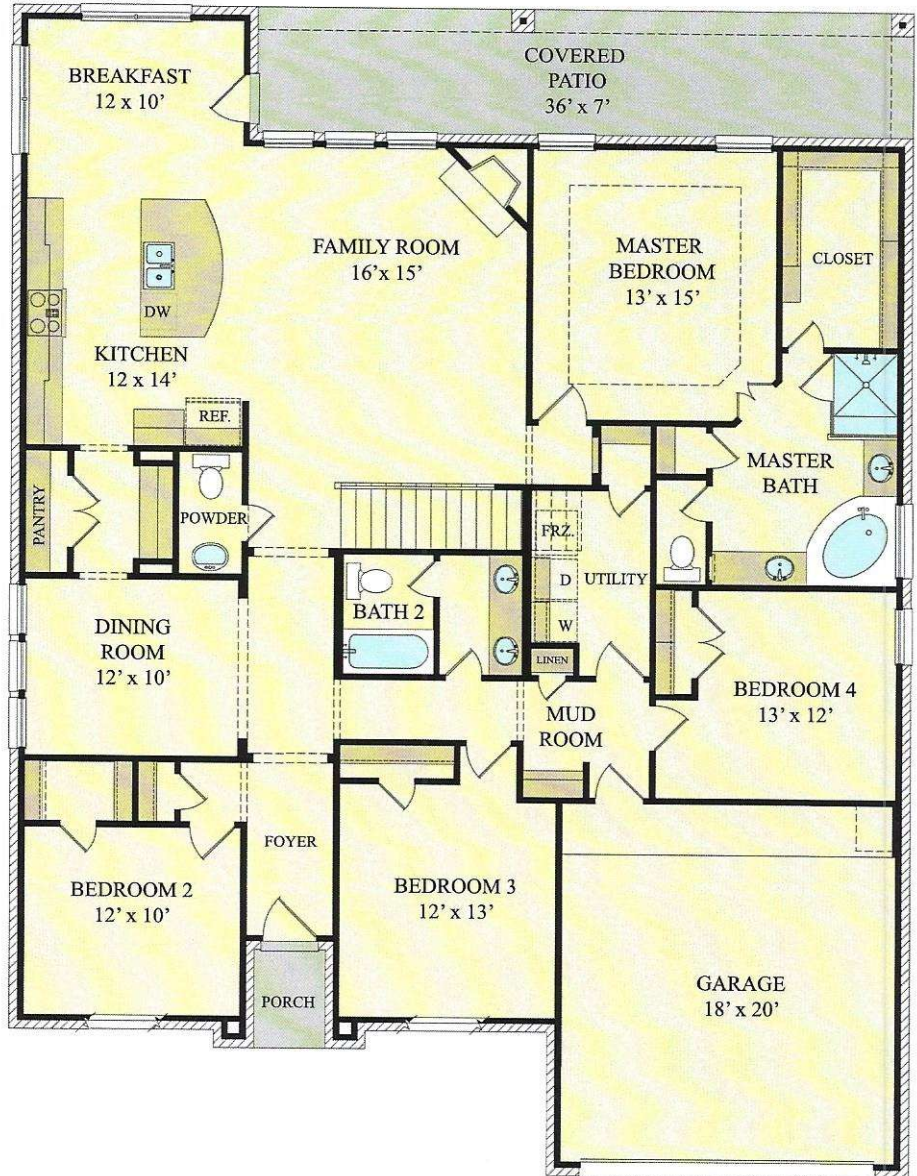 COVERED
PATIO
36' x 7'
BREAKFAST
12 x 10'
FAMILY ROOM
16' x 15'
MASTER
BEDROOM
13' x 15'
CLOSET
DW
KITCHEN
12 x 14'
REF.
MASTER
BATH
PANTRY
POWDER
FRZ.
D
UTILITY
W
BATH 2
LINEN
DINING
ROOM
12' x 10'
MUD
ROOM
BEDROOM 4
13' x 12'
FOYER
BEDROOM 2
12' x 10'
BEDROOM 3
12' x 13'
PORCH
GARAGE
18' x 20'